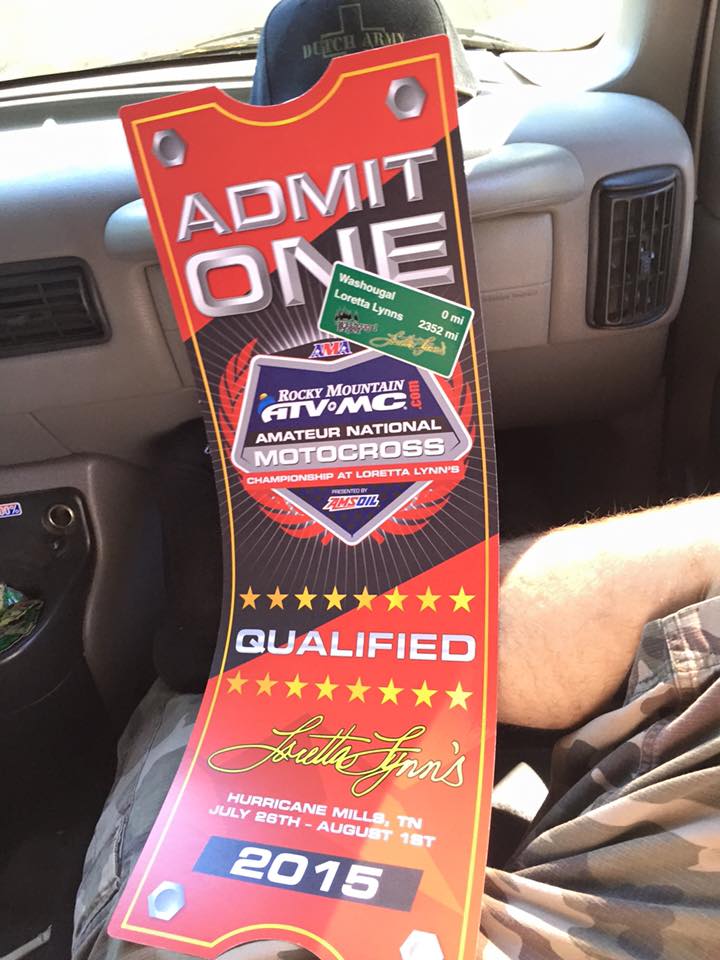 DUTCH ARMY
ADMIT
ONE
Washougal 0 mi
Loretta Lynns 2352 mi
AMA
ROCKY MOUNTAIN
ATV MC .com
AMATEUR NATIONAL
MOTOCROSS
CHAMPIONSHIP AT LORETTA LYNN'S
PRESENTED BY
AMSOIL
QUALIFIED
Loretta Lynn's
HURRICANE MILLS, TN
JULY 26TH - AUGUST 1ST
2015